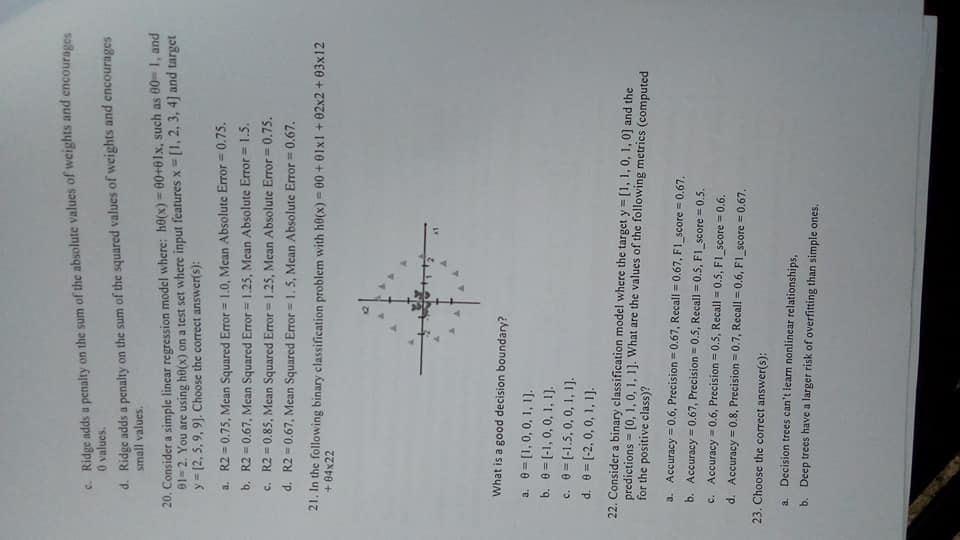 c. Ridge adds a penalty on the sum of the absolute values of weights and encourages
0 values.
d. Ridge adds a penalty on the sum of the squared values of weights and encourages
small values.
20. Consider a simple linear regression model where: hθ(x) = θ0+θ1x, such as θ0= 1, and
θ1= 2. You are using hθ(x) on a test set where input features x = [1, 2, 3, 4] and target
y = [2, 5, 9, 9]. Choose the correct answer(s):
a. R2 = 0.75, Mean Squared Error = 1.0, Mean Absolute Error = 0.75.
b. R2 = 0.67, Mean Squared Error = 1.25, Mean Absolute Error = 1.5.
c. R2 = 0.85, Mean Squared Error = 1.25, Mean Absolute Error = 0.75.
d. R2 = 0.67, Mean Squared Error = 1. 5, Mean Absolute Error = 0.67.
21. In the following binary classification problem with hθ(x) = θ0 + θ1x1 + θ2x2 + θ3x12
+ θ4x22
x2
x1
What is a good decision boundary?
a. θ = [1, 0, 0, 1, 1].
b. θ = [-1, 0, 0, 1, 1].
c. θ = [-1.5, 0, 0, 1, 1].
d. θ = [-2, 0, 0, 1, 1].
22. Consider a binary classification model where the target y = [1, 1, 0, 1, 0] and the
predictions = [0, 1, 0, 1, 1]. What are the values of the following metrics (computed
for the positive class)?
a. Accuracy = 0.6, Precision = 0.67, Recall = 0.67, F1_score = 0.67.
b. Accuracy = 0.67, Precision = 0.5, Recall = 0.5, F1_score = 0.5.
c. Accuracy = 0.6, Precision = 0.5, Recall = 0.5, F1_score = 0.6.
d. Accuracy = 0.8, Precision = 0.7, Recall = 0.6, F1_score = 0.67.
23. Choose the correct answer(s):
a. Decision trees can't learn nonlinear relationships,
b. Deep trees have a larger risk of overfitting than simple ones.